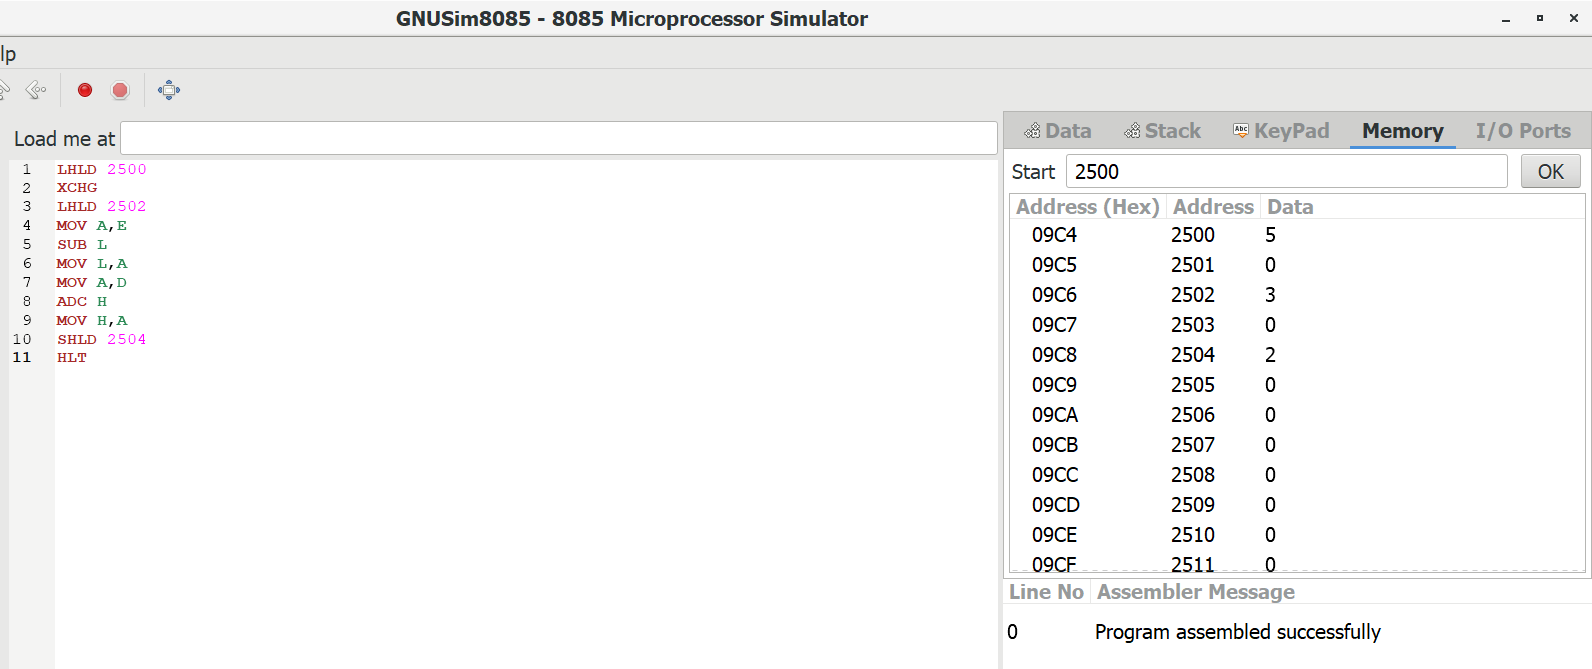 GNUSim8085 - 8085 Microprocessor Simulator
lp
Load me at
1 LHLD 2500
2 XCHG
3 LHLD 2502
4 MOV A,E
5 SUB L
6 MOV L,A
7 MOV A,D
8 ADC H
9 MOV H,A
10 SHLD 2504
11 HLT
Data Stack Abc KeyPad Memory I/O Ports
Start 2500 OK
Address (Hex) Address Data
09C4 2500 5
09C5 2501 0
09C6 2502 3
09C7 2503 0
09C8 2504 2
09C9 2505 0
09CA 2506 0
09CB 2507 0
09CC 2508 0
09CD 2509 0
09CE 2510 0
09CF 2511 0
Line No Assembler Message
0 Program assembled successfully